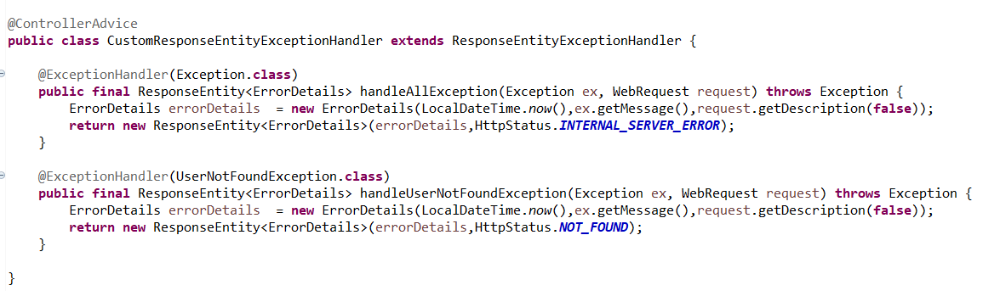 @ControllerAdvice
public class CustomResponseEntityExceptionHandler extends ResponseEntityExceptionHandler {
@ExceptionHandler(Exception.class)
public final ResponseEntity<ErrorDetails> handleAllException(Exception ex, WebRequest request) throws Exception {
ErrorDetails errorDetails  = new ErrorDetails(LocalDateTime.now(),ex.getMessage(),request.getDescription(false));
return new ResponseEntity<ErrorDetails>(errorDetails,HttpStatus.INTERNAL_SERVER_ERROR);
}
@ExceptionHandler(UserNotFoundException.class)
public final ResponseEntity<ErrorDetails> handleUserNotFoundException(Exception ex, WebRequest request) throws Exception {
ErrorDetails errorDetails  = new ErrorDetails(LocalDateTime.now(),ex.getMessage(),request.getDescription(false));
return new ResponseEntity<ErrorDetails>(errorDetails,HttpStatus.NOT_FOUND);
}
}